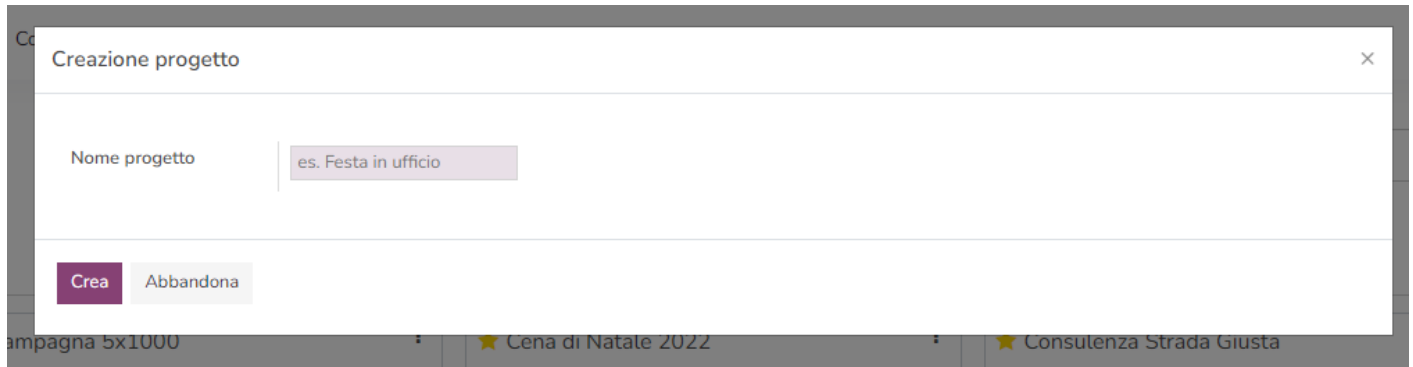 Co
Creazione progetto ×
Nome progetto es. Festa in ufficio
Crea Abbandona
ampagna 5x1000 Cena di Natale 2022 Consulenza Strada Giusta